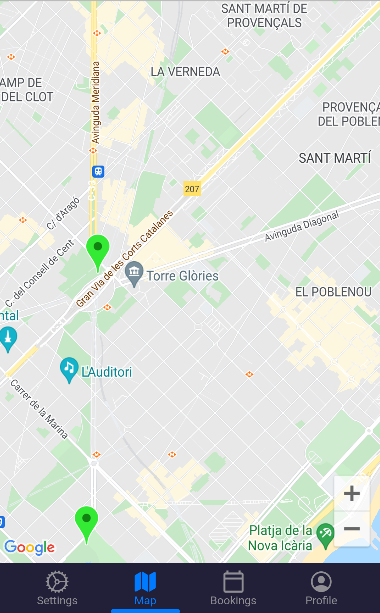 SANT MARTÍ DE
PROVENÇALS
LA VERNEDA
AMP DE
DEL CLOT
Avinguda Meridiana
PROVENÇA
DEL POBLEN
SANT MARTÍ
207
C/ d'Aragó
Gran Via de les Corts Catalanes
Avinguda Diagonal
C. del Consell de Cent
Torre Glòries
EL POBLENOU
ntal
L'Auditori
Carrer de la Marina
+
Platja de la
Nova Icària
−
Google
Settings
Map
Bookings
Profile